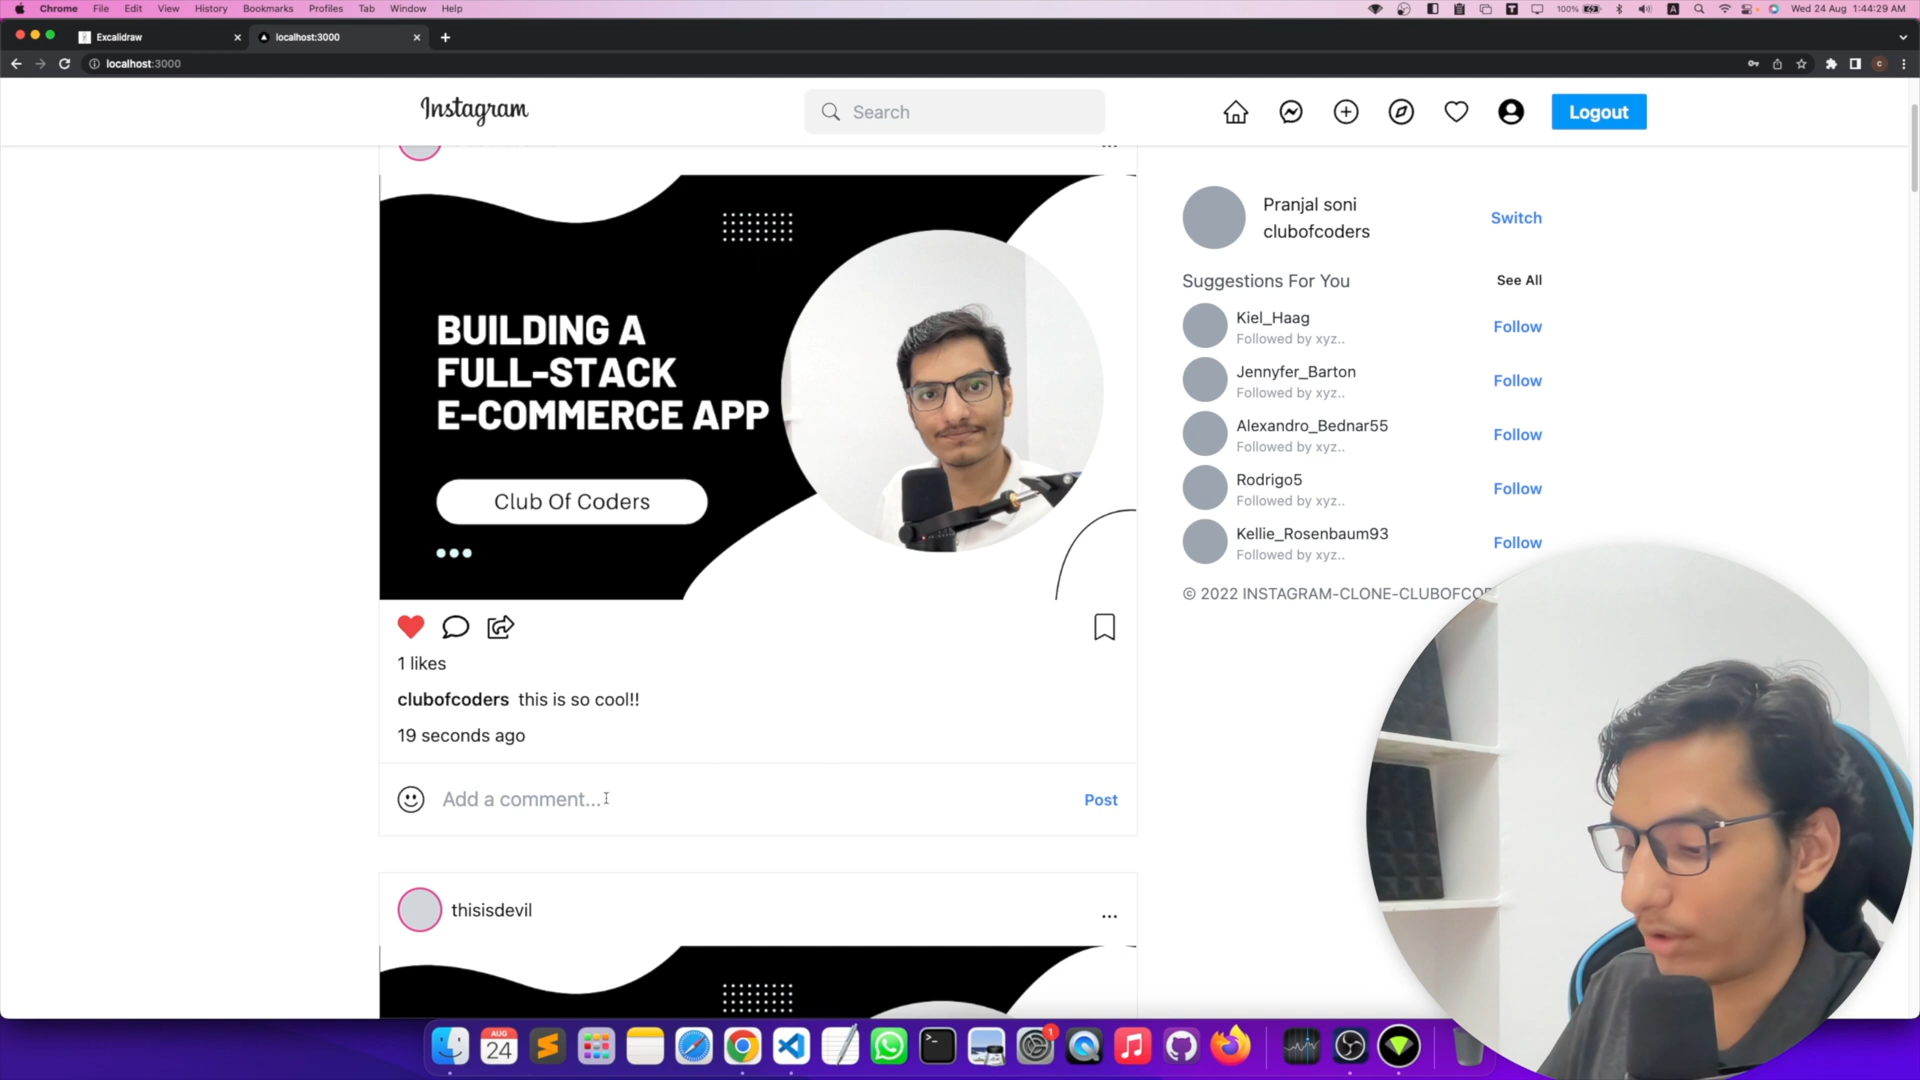 Chrome File Edit View History Bookmarks Profiles Tab Window Help
100% A Wed 24 Aug 1:44:29 AM
Excalidraw
localhost:3000
localhost:3000
C
Instagram
Search
Logout
BUILDING A
FULL-STACK
E-COMMERCE APP
Club Of Coders
1 likes
clubofcoders this is so cool!!
19 seconds ago
Add a comment...
Post
thisisdevil
Pranjal soni
clubofcoders
Switch
Suggestions For You
See All
Kiel_Haag
Followed by xyz..
Follow
Jennyfer_Barton
Followed by xyz..
Follow
Alexandro_Bednar55
Followed by xyz..
Follow
Rodrigo5
Followed by xyz..
Follow
Kellie_Rosenbaum93
Followed by xyz..
Follow
© 2022 INSTAGRAM-CLONE-CLUBOFCO
AUG
24
1